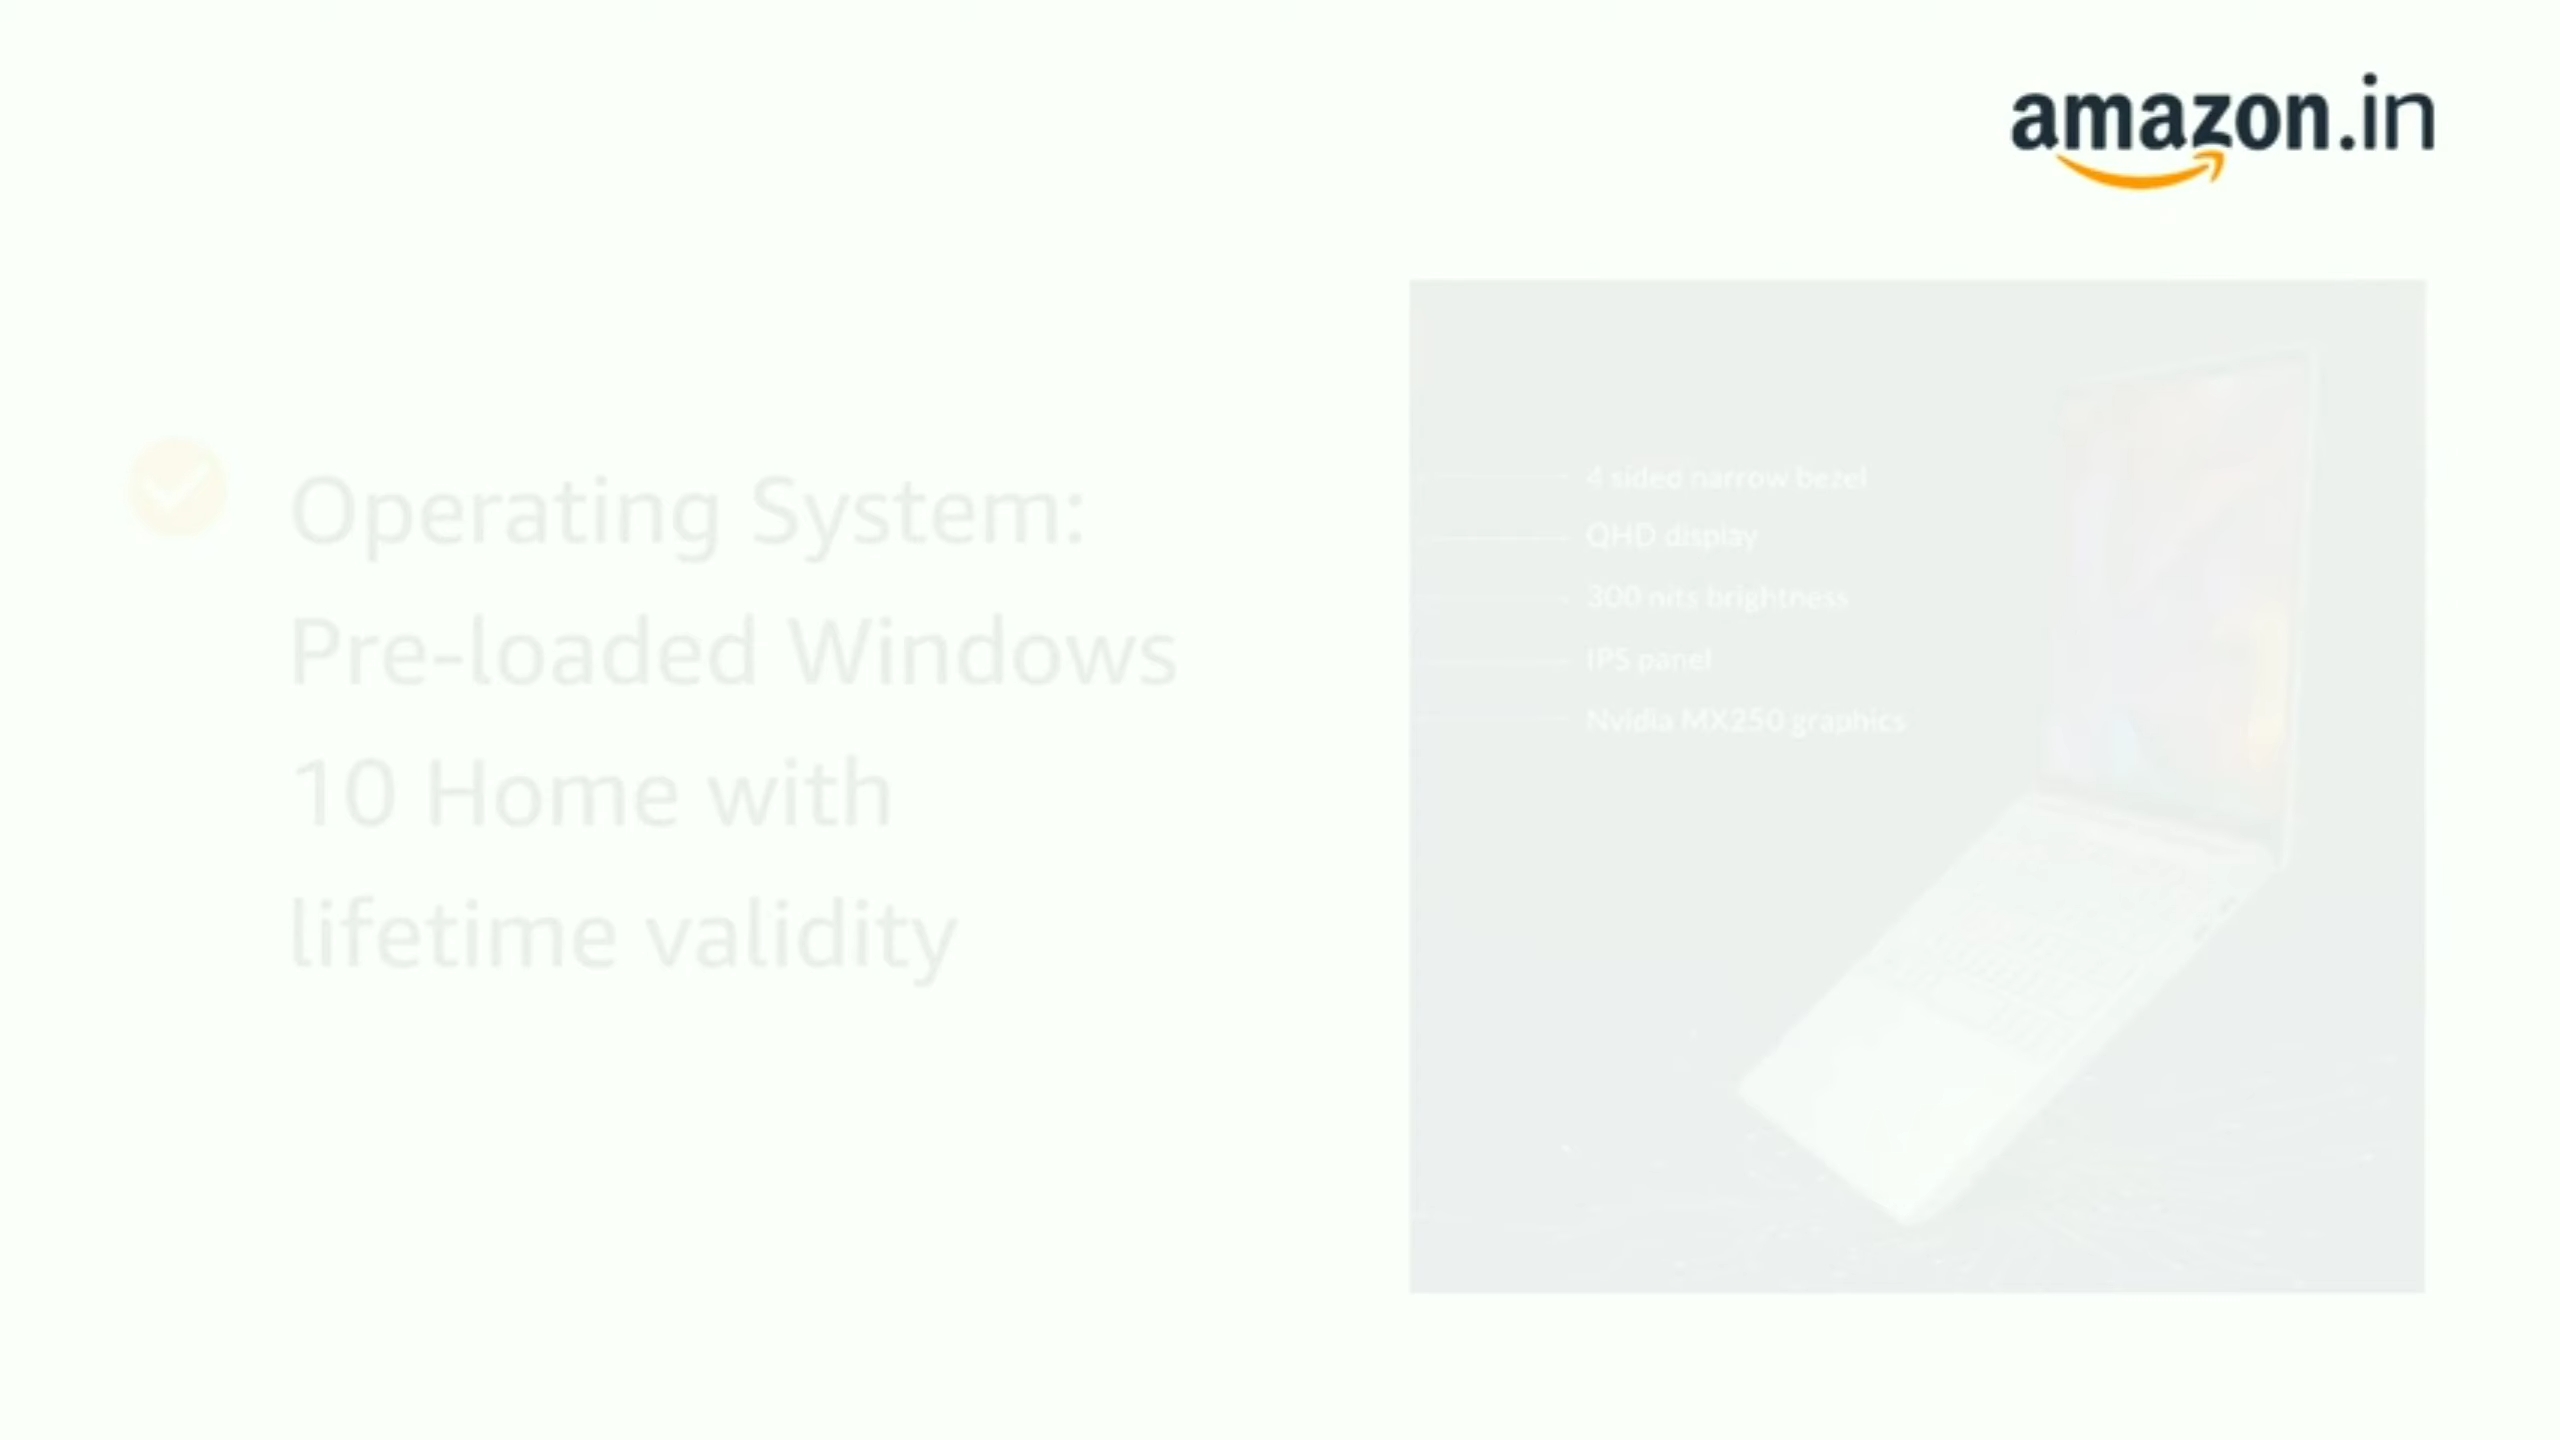 amazon.in
Operating System:
Pre-loaded Windows
10 Home with
lifetime validity
4 sided narrow bezel
QHD display
300 nits brightness
IPS panel
Nvidia MX250 graphics